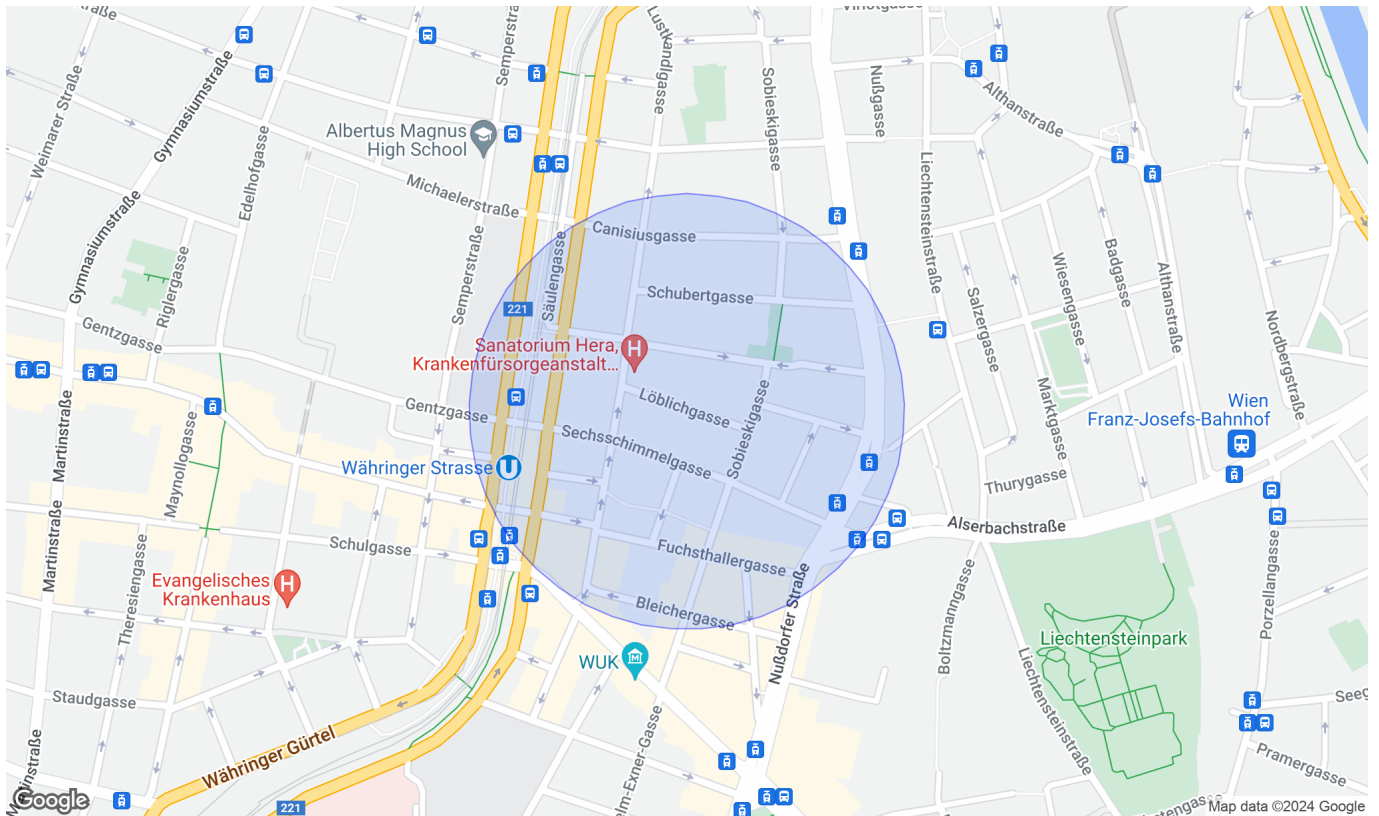 Semperstraße
Lustkandlgasse
Gymnasiumstraße
Weimarer Straße
Sobieskigasse
Nußgasse
Althanstraße
Albertus Magnus
High School
Edelhofgasse
Michaelerstraße
Liechtensteinstraße
Gymnasiumstraße
Riglergasse
Semperstraße
Säulengasse
Canisiusgasse
Schubertgasse
Salzergasse
Wiesengasse
Badgasse
Althanstraße
221
Gentzgasse
Nordbergstraße
Sanatorium Hera,
Krankenfürsorgeanstalt...
Löblichgasse
Marktgasse
Martinstraße
Gentzgasse
Sechsschimmelgasse
Sobieskigasse
Wien
Franz-Josefs-Bahnhof
Maynollogasse
Währinger Strasse
Thurygasse
Martinstraße
Schulgasse
Alserbachstraße
Fuchsthallergasse
Theresiengasse
Evangelisches
Krankenhaus
Bleichergasse
Nußdorfer Straße
Boltzmanngasse
Porzellangasse
Liechtensteinpark
WUK
Liechtensteinstraße
Staudgasse
Währinger Gürtel
Pramergasse
221
Google
Map data ©2024 Google